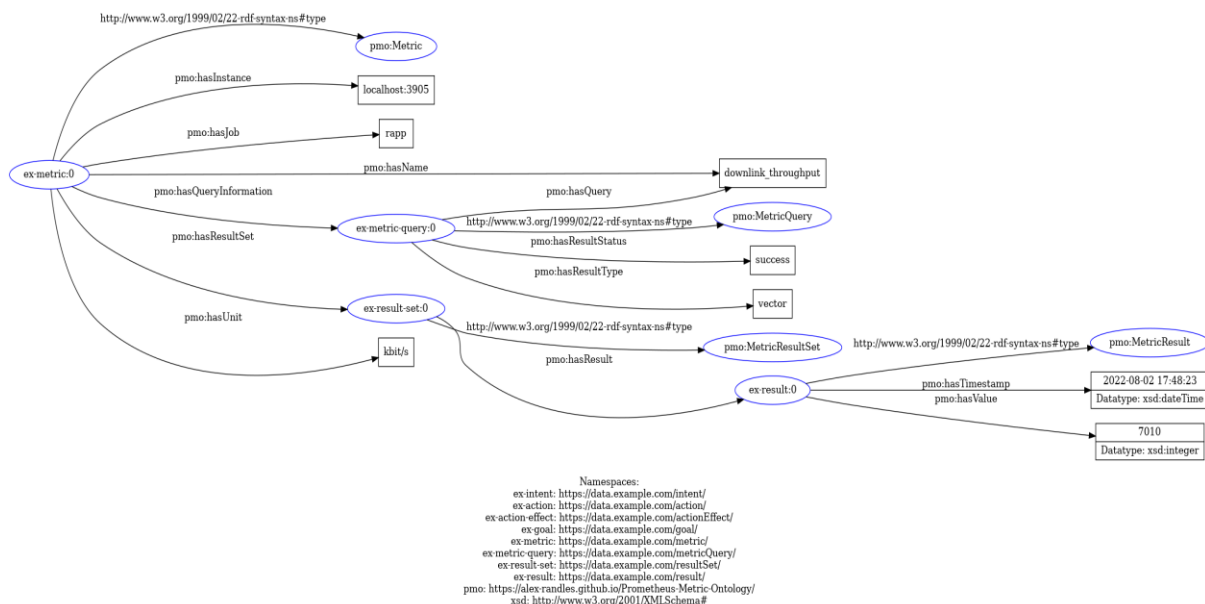 http://www.w3.org/1999/02/22-rdf-syntax-ns#type
pmo:Metric
pmo:hasInstance
localhost:3905
pmo:hasJob
rapp
ex-metric:0
pmo:hasName
downlink_throughput
pmo:hasQueryInformation
pmo:hasQuery
http://www.w3.org/1999/02/22-rdf-syntax-ns#type
pmo:MetricQuery
ex-metric-query:0
pmo:hasResultSet
pmo:hasResultStatus
success
pmo:hasResultType
vector
ex-result-set:0
pmo:hasUnit
http://www.w3.org/1999/02/22-rdf-syntax-ns#type
pmo:MetricResultSet
kbit/s
pmo:hasResult
http://www.w3.org/1999/02/22-rdf-syntax-ns#type
pmo:MetricResult
ex-result:0
pmo:hasTimestamp
2022-08-02 17:48:23
Datatype: xsd:dateTime
pmo:hasValue
7010
Datatype: xsd:integer
Namespaces:
ex-intent: https://data.example.com/intent/
ex-action: https://data.example.com/action/
ex-action-effect: https://data.example.com/actionEffect/
ex-goal: https://data.example.com/goal/
ex-metric: https://data.example.com/metric/
ex-metric-query: https://data.example.com/metricQuery/
ex-result-set: https://data.example.com/resultSet/
ex-result: https://data.example.com/result/
pmo: https://alex-randles.github.io/Prometheus-Metric-Ontology/
xsd: http://www.w3.org/2001/XMLSchema#